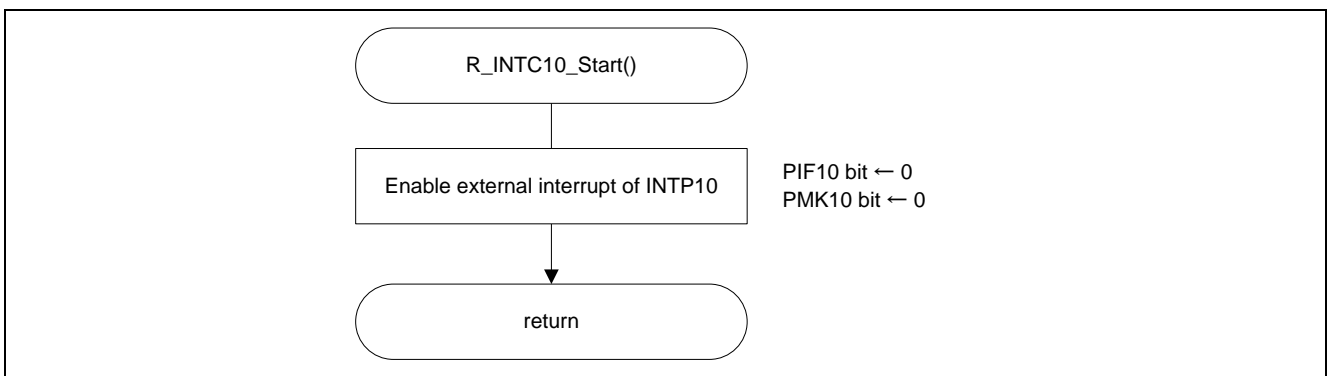 R_INTC10_Start()
Enable external interrupt of INTP10
PIF10 bit ← 0
PMK10 bit ← 0
return